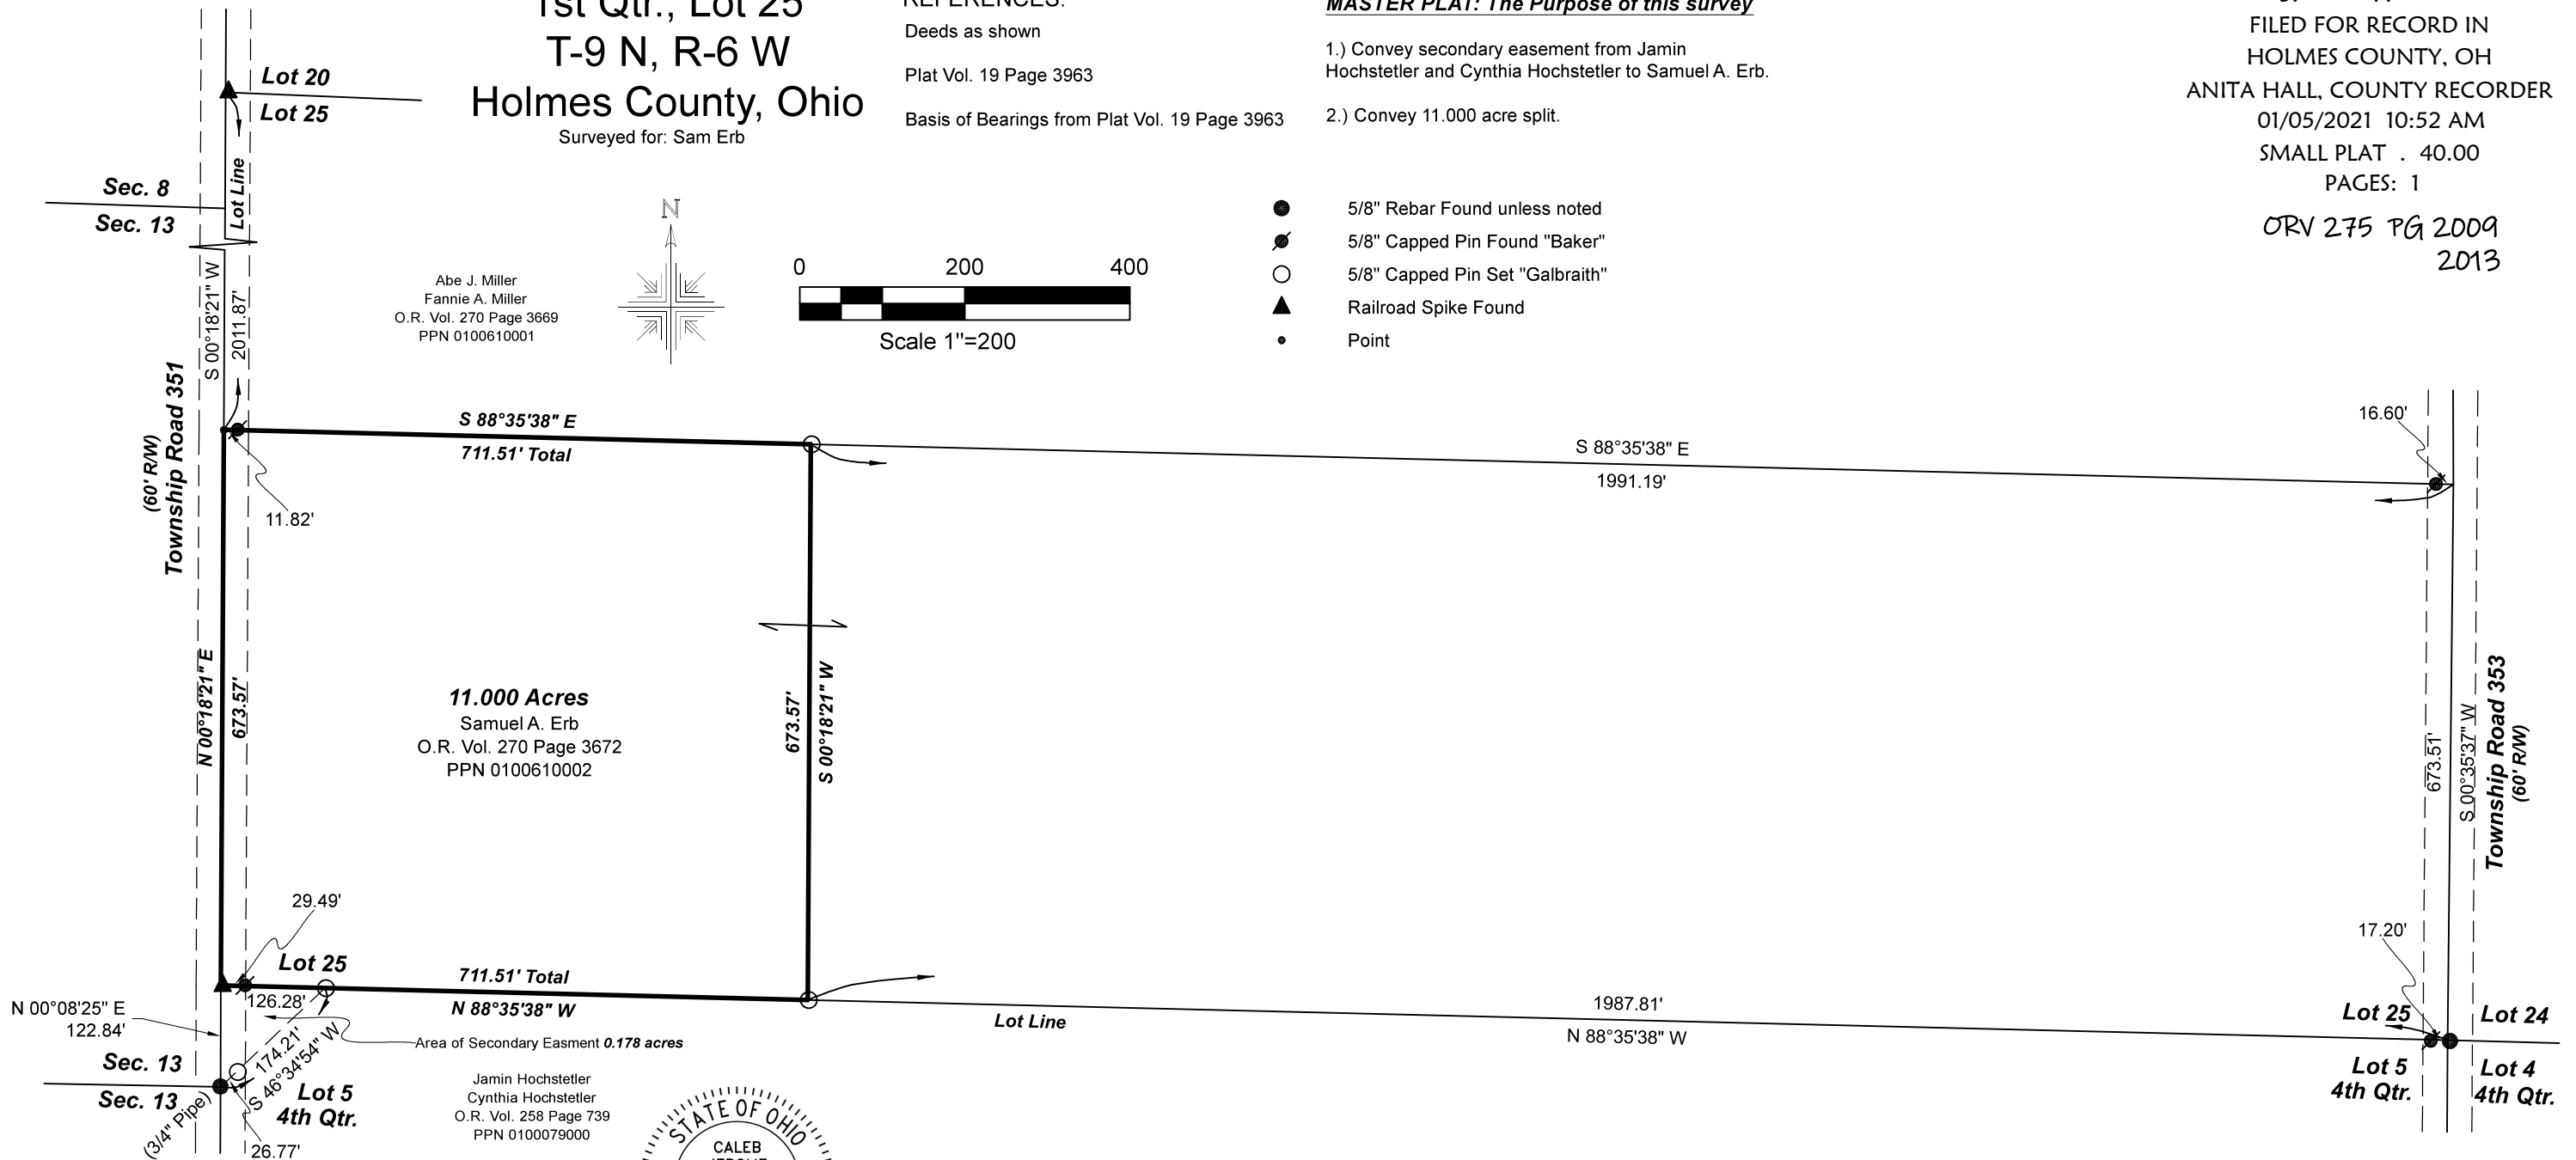 1st Qtr., Lot 25
T-9 N, R-6 W
Holmes County, Ohio
Surveyed for: Sam Erb
REFERENCES:
Deeds as shown
Plat Vol. 19 Page 3963
Basis of Bearings from Plat Vol. 19 Page 3963
MASTER PLAT: The Purpose of this survey
1.) Convey secondary easement from Jamin
Hochstetler and Cynthia Hochstetler to Samuel A. Erb.
2.) Convey 11.000 acre split.
FILED FOR RECORD IN
HOLMES COUNTY, OH
ANITA HALL, COUNTY RECORDER
01/05/2021 10:52 AM
SMALL PLAT . 40.00
PAGES: 1
ORV 275 PG 2009
2013
Lot 20
Lot 25
Lot Line
Sec. 8
Sec. 13
S 00°18'21" W
2011.87'
Abe J. Miller
Fannie A. Miller
O.R. Vol. 270 Page 3669
PPN 0100610001
N
0 200 400
Scale 1"=200
5/8" Rebar Found unless noted
5/8" Capped Pin Found "Baker"
5/8" Capped Pin Set "Galbraith"
Railroad Spike Found
Point
Township Road 351
(60' R/W)
S 88°35'38" E
711.51' Total
11.82'
S 88°35'38" E
1991.19'
16.60'
N 00°18'21" E
673.57'
11.000 Acres
Samuel A. Erb
O.R. Vol. 270 Page 3672
PPN 0100610002
673.57'
S 00°18'21" W
673.51'
S 00°35'37" W
Township Road 353
(60' R/W)
29.49'
Lot 25
711.51' Total
N 88°35'38" W
126.28'
N 00°08'25" E
122.84'
174.21'
S 46°34'54" W
Area of Secondary Easment 0.178 acres
Lot Line
1987.81'
N 88°35'38" W
17.20'
Lot 25
Lot 24
Lot 5
4th Qtr.
Lot 4
4th Qtr.
Sec. 13
Sec. 13
(3/4" Pipe)
Lot 5
4th Qtr.
26.77'
Jamin Hochstetler
Cynthia Hochstetler
O.R. Vol. 258 Page 739
PPN 0100079000
STATE OF OHIO
CALEB